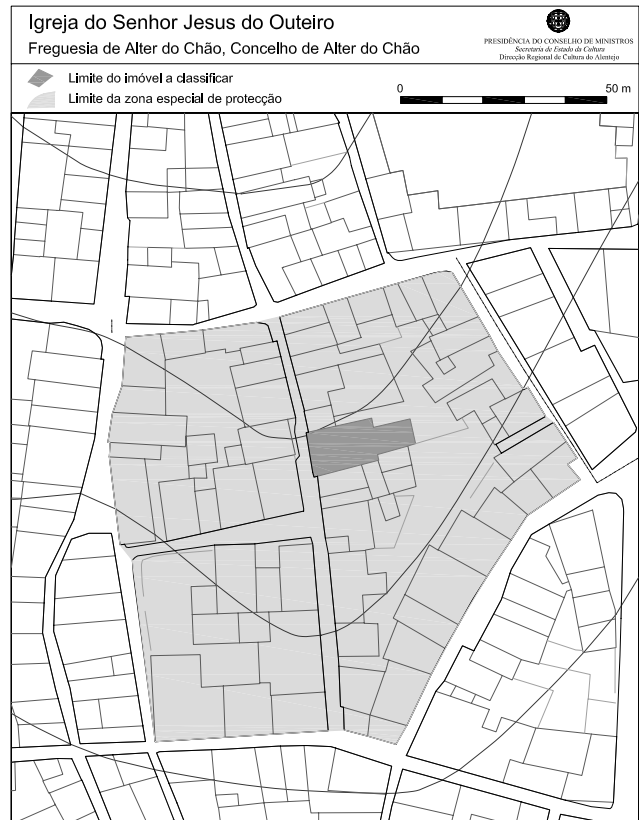 Igreja do Senhor Jesus do Outeiro
Freguesia de Alter do Chão, Concelho de Alter do Chão
PRESIDÊNCIA DO CONSELHO DE MINISTROS
Secretaria de Estado da Cultura
Direcção Regional de Cultura do Alentejo
Limite do imóvel a classificar
Limite da zona especial de protecção
0 50 m